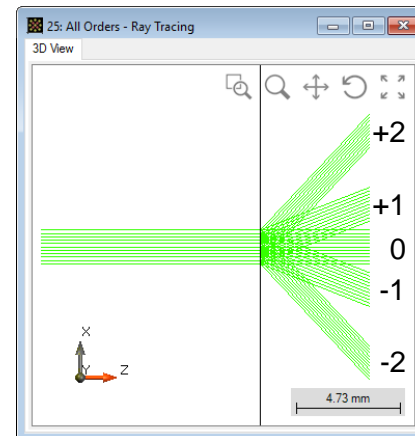 25: All Orders - Ray Tracing
3D View
+2
+1
0
-1
-2
X
Y
Z
4.73 mm